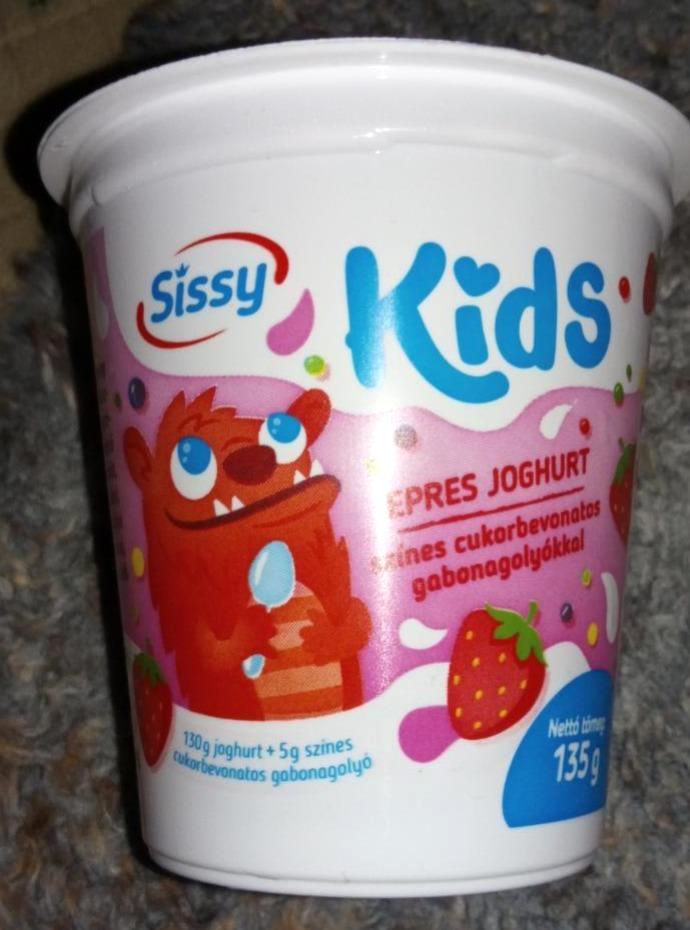 Sissy
Kids
EPRES JOGHURT
színes cukorbevonatos
gabonagolyókkal
130g joghurt + 5g színes
cukorbevonatos gabonagolyó
Nettó tömeg
135 g